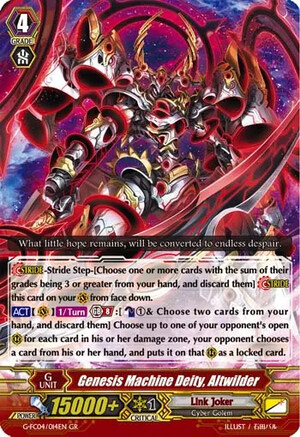 4
GRADE
What little hope remains, will be converted to endless despair.
STRIDE-Stride Step-[Choose one or more cards with the sum of their
grades being 3 or greater from your hand, and discard them] STRIDE
this card on your from face down.
ACT [ ] 1/Turn 8 :[ 1 & Choose two cards from your
hand, and discard them] Choose up to one of your opponent's open
for each card in his or her damage zone, your opponent chooses
a card from his or her hand, and puts it on as a locked card.
G UNIT
Genesis Machine Deity, Altwilder
POWER 15000+
1
CRITICAL
Link Joker
Cyber Golem
G-FC04/014EN GR
ILLUST /